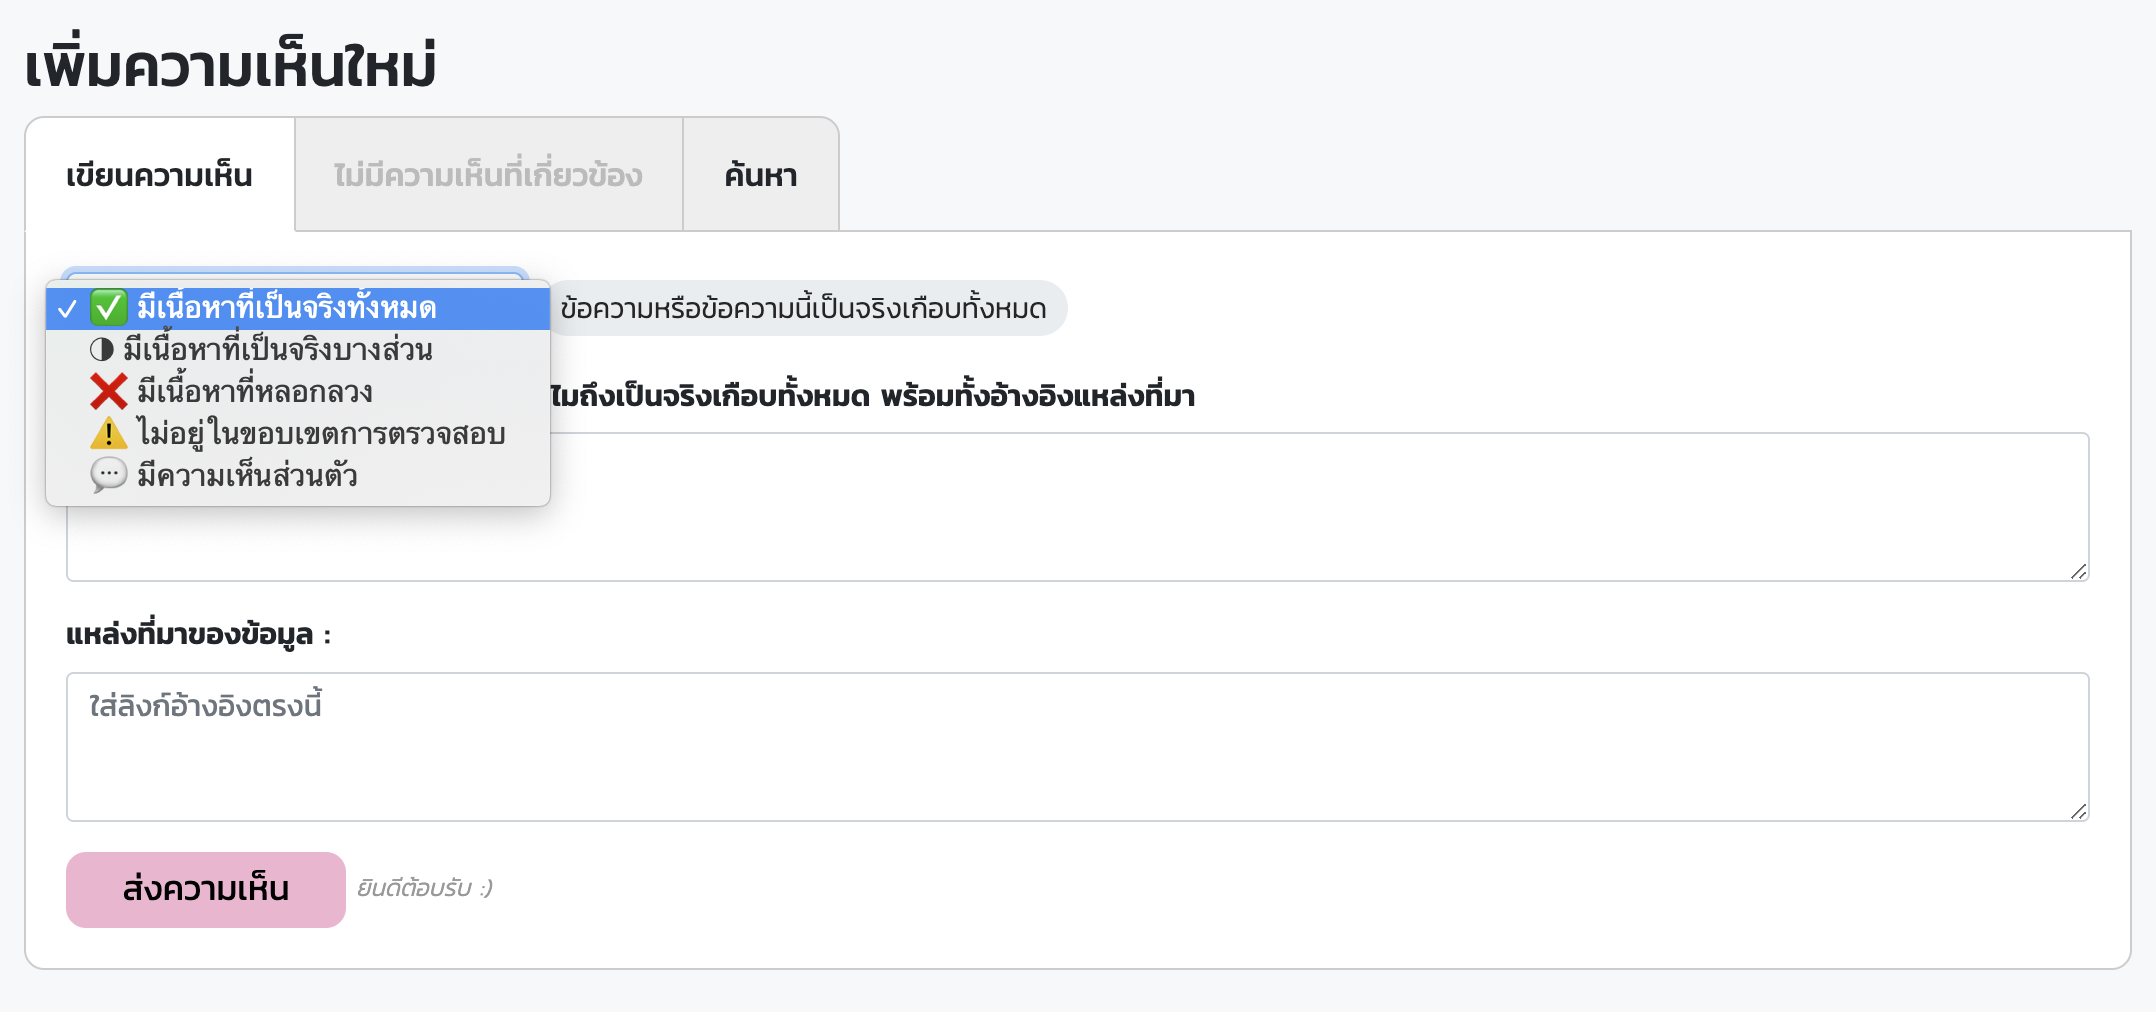 เพิ่มความเห็นใหม่
เขียนความเห็น ไม่มีความเห็นที่เกี่ยวข้อง ค้นหา
✓ ✅ มีเนื้อหาที่เป็นจริงทั้งหมด ข้อความหรือข้อความนี้เป็นจริงเกือบทั้งหมด
◑ มีเนื้อหาที่เป็นจริงบางส่วน
❌ มีเนื้อหาที่หลอกลวง
ไมถึงเป็นจริงเกือบทั้งหมด พร้อมทั้งอ้างอิงแหล่งที่มา
⚠️ ไม่อยู่ในขอบเขตการตรวจสอบ
💬 มีความเห็นส่วนตัว
แหล่งที่มาของข้อมูล :
ใส่ลิงก์อ้างอิงตรงนี้
ส่งความเห็น ยินดีต้อบรับ :)